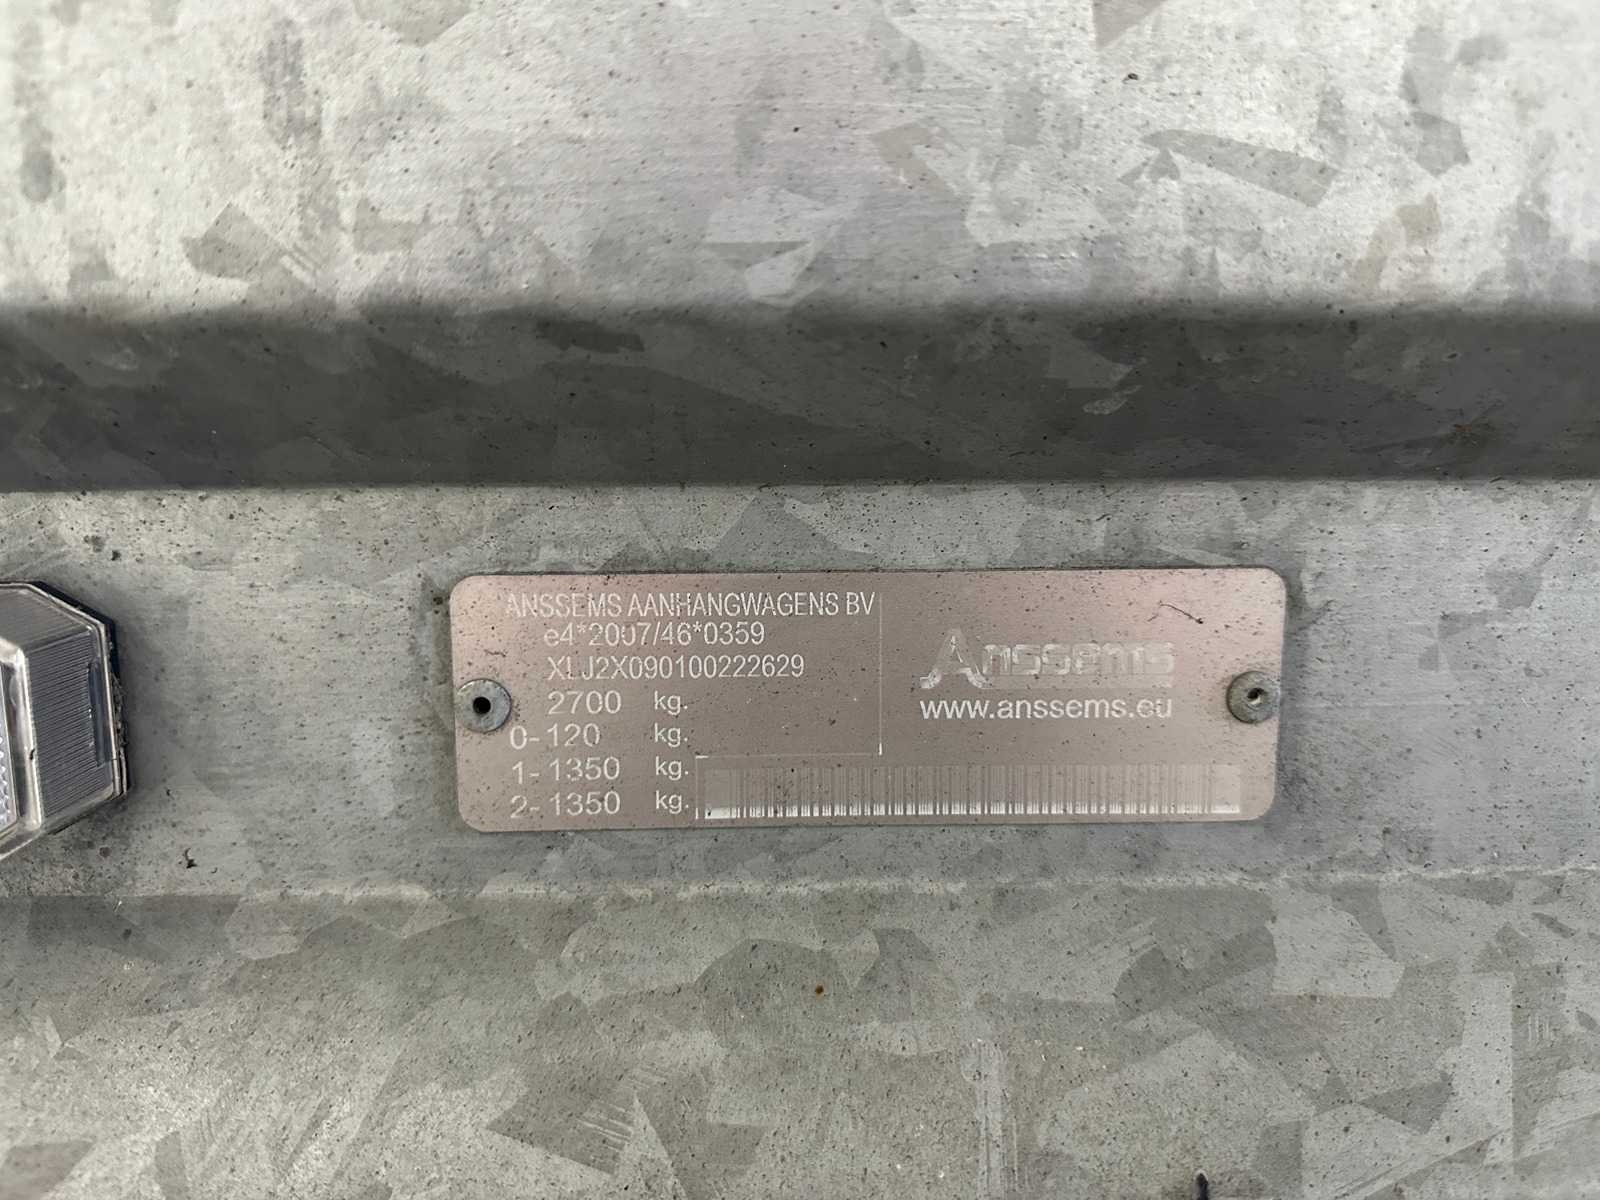 ANSSEMS AANHANGWAGENS BV
e4*2007/46*0359
XLJ2X090100222629
2700 kg.
0-120 kg.
1-1350 kg.
2-1350 kg.
ANSSEMS
www.anssems.eu